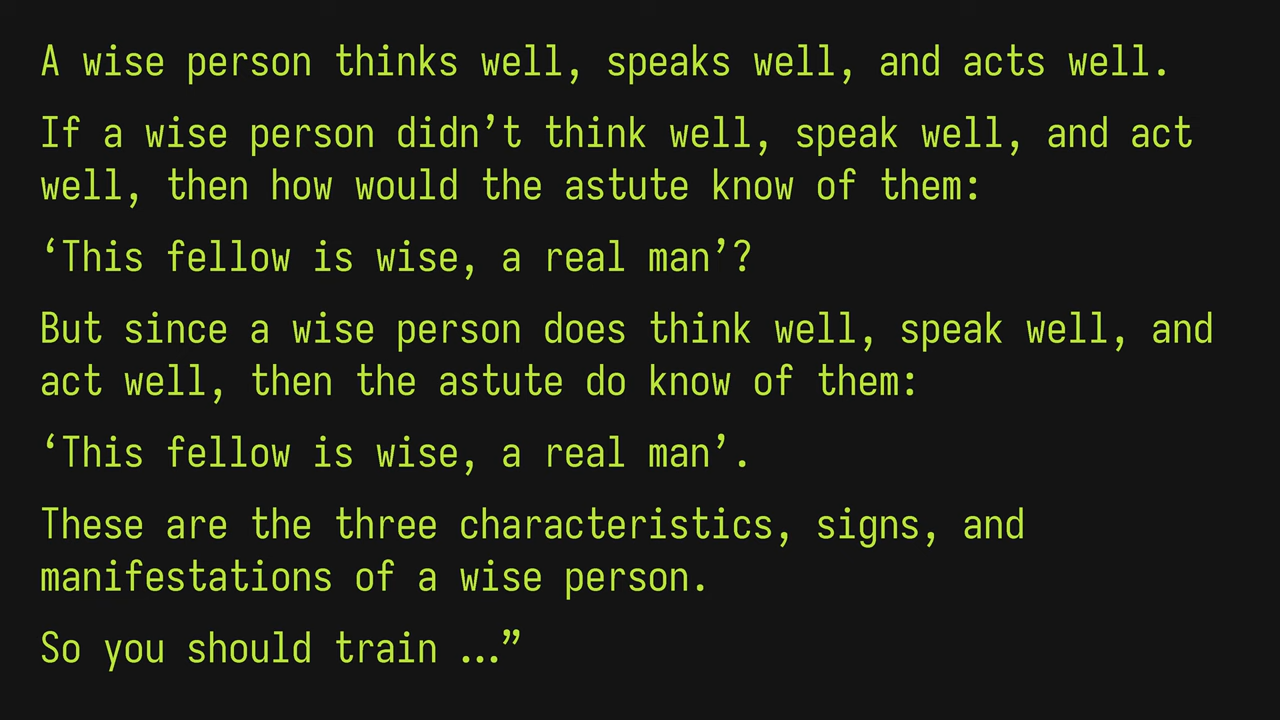 A wise person thinks well, speaks well, and acts well.
If a wise person didn’t think well, speak well, and act
well, then how would the astute know of them:
‘This fellow is wise, a real man’?
But since a wise person does think well, speak well, and
act well, then the astute do know of them:
‘This fellow is wise, a real man’.
These are the three characteristics, signs, and
manifestations of a wise person.
So you should train …”